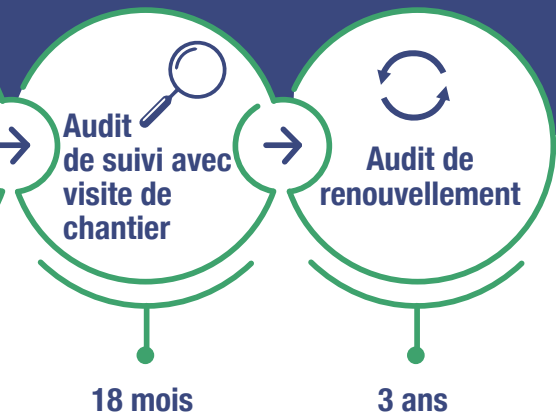 Audit
de suivi avec
visite de
chantier
Audit de
renouvellement
18 mois
3 ans